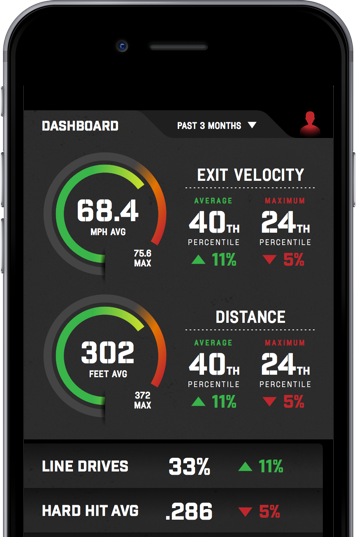 DASHBOARD
PAST 3 MONTHS
68.4
MPH AVG
75.6
MAX
EXIT VELOCITY
AVERAGE MAXIMUM
40TH 24TH
PERCENTILE PERCENTILE
11% 5%
302
FEET AVG
372
MAX
DISTANCE
AVERAGE MAXIMUM
40TH 24TH
PERCENTILE PERCENTILE
11% 5%
LINE DRIVES 33% 11%
HARD HIT AVG .286 5%